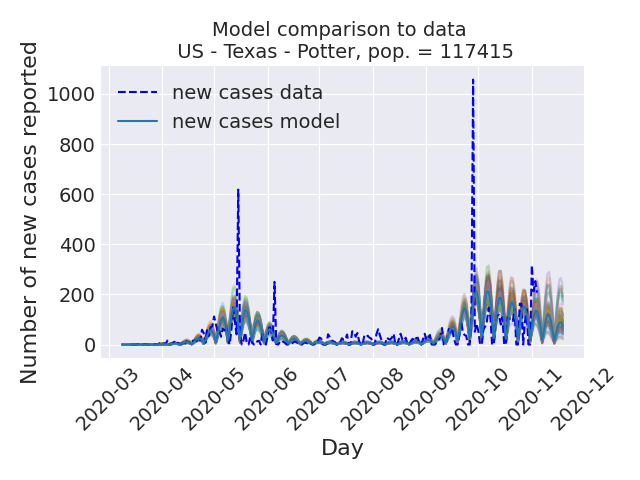 Model comparison to data
US - Texas - Potter, pop. = 117415
Number of new cases reported
1000
800
600
400
200
0
new cases data
new cases model
2020-03
2020-04
2020-05
2020-06
2020-07
2020-08
2020-09
2020-10
2020-11
2020-12
Day